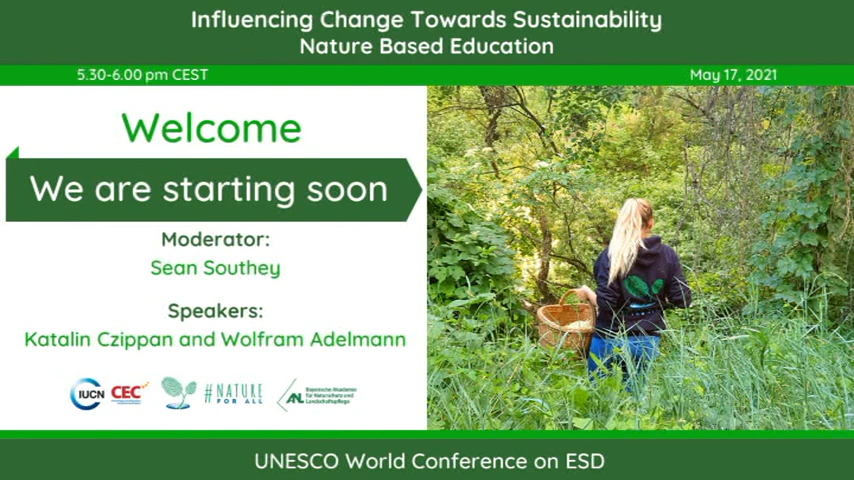 Influencing Change Towards Sustainability
Nature Based Education
5.30-6.00 pm CEST
May 17, 2021
Welcome
We are starting soon
Moderator:
Sean Southey
Speakers:
Katalin Czippan and Wolfram Adelmann
IUCN
CEC
#NATURE
FOR ALL
ANL
Bayerische Akademie
für Naturschutz und
Landschaftspflege
UNESCO World Conference on ESD